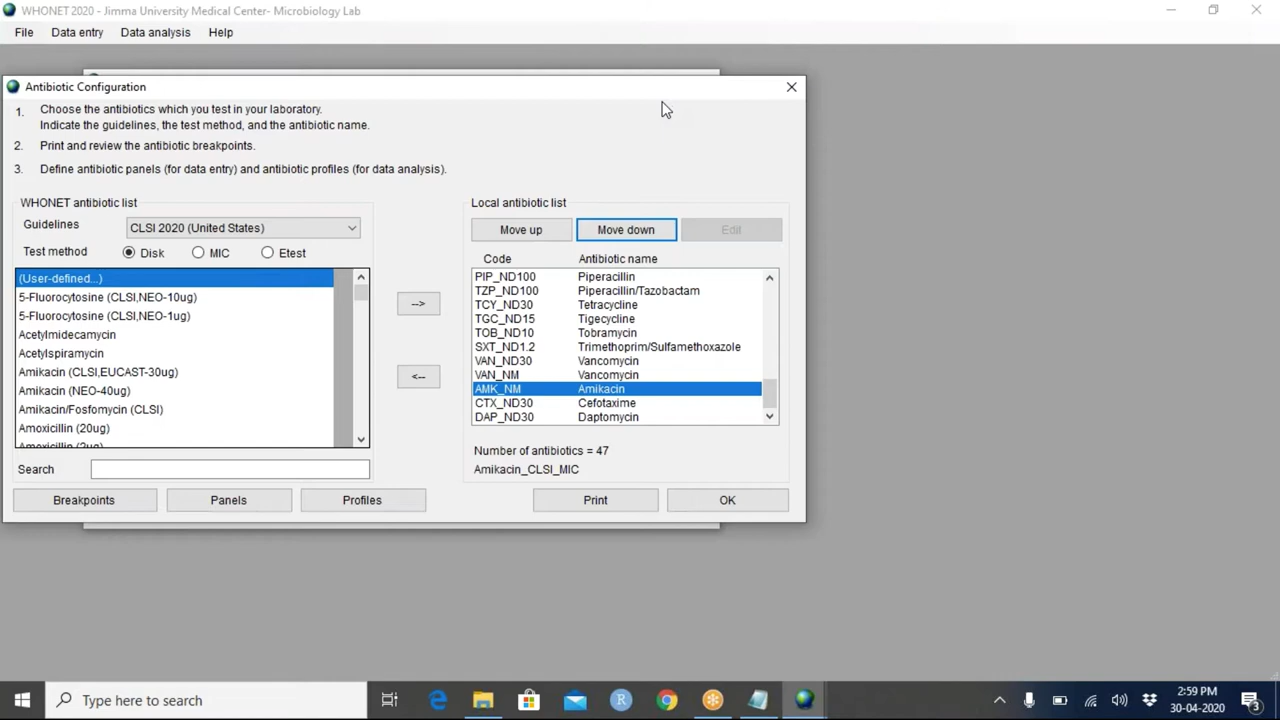 WHONET 2020 - Jimma University Medical Center- Microbiology Lab
File Data entry Data analysis Help
Antibiotic Configuration
1. Choose the antibiotics which you test in your laboratory.
Indicate the guidelines, the test method, and the antibiotic name.
2. Print and review the antibiotic breakpoints.
3. Define antibiotic panels (for data entry) and antibiotic profiles (for data analysis).
WHONET antibiotic list
Guidelines CLSI 2020 (United States)
Test method Disk MIC Etest
(User-defined...)
5-Fluorocytosine (CLSI,NEO-10ug)
5-Fluorocytosine (CLSI,NEO-1ug)
Acetylmidecamycin
Acetylspiramycin
Amikacin (CLSI,EUCAST-30ug)
Amikacin (NEO-40ug)
Amikacin/Fosfomycin (CLSI)
Amoxicillin (20ug)
Amoxicillin (2ug)
Search
Breakpoints Panels Profiles
-->
<--
Local antibiotic list
Move up Move down Edit
Code Antibiotic name
PIP_ND100 Piperacillin
TZP_ND100 Piperacillin/Tazobactam
TCY_ND30 Tetracycline
TGC_ND15 Tigecycline
TOB_ND10 Tobramycin
SXT_ND1.2 Trimethoprim/Sulfamethoxazole
VAN_ND30 Vancomycin
VAN_NM Vancomycin
AMK_NM Amikacin
CTX_ND30 Cefotaxime
DAP_ND30 Daptomycin
Number of antibiotics = 47
Amikacin_CLSI_MIC
Print OK
Type here to search
2:59 PM
30-04-2020
3